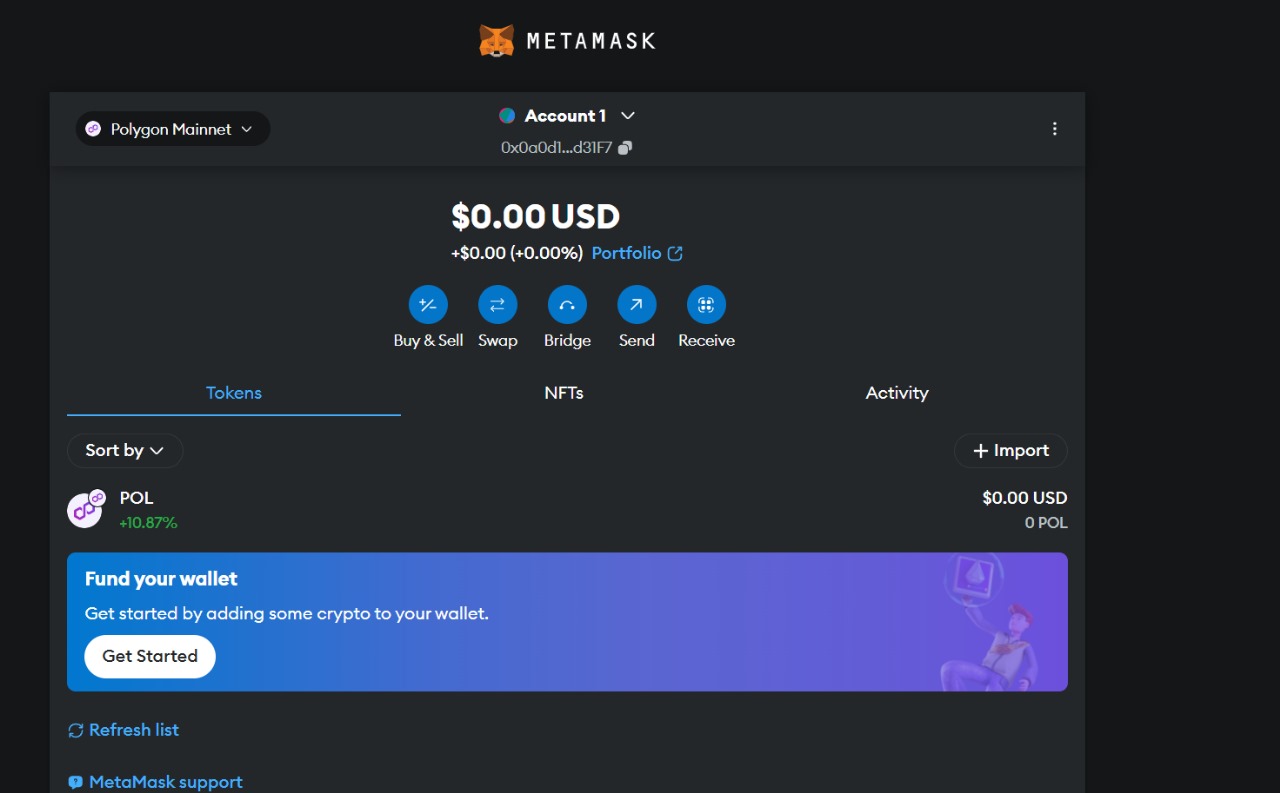 METAMASK
Polygon Mainnet
Account 1
0x0a0d1...d31F7
$0.00 USD
+$0.00 (+0.00%) Portfolio
Buy & Sell Swap Bridge Send Receive
Tokens NFTs Activity
Sort by + Import
POL $0.00 USD
+10.87% 0 POL
Fund your wallet
Get started by adding some crypto to your wallet.
Get Started
Refresh list
MetaMask support